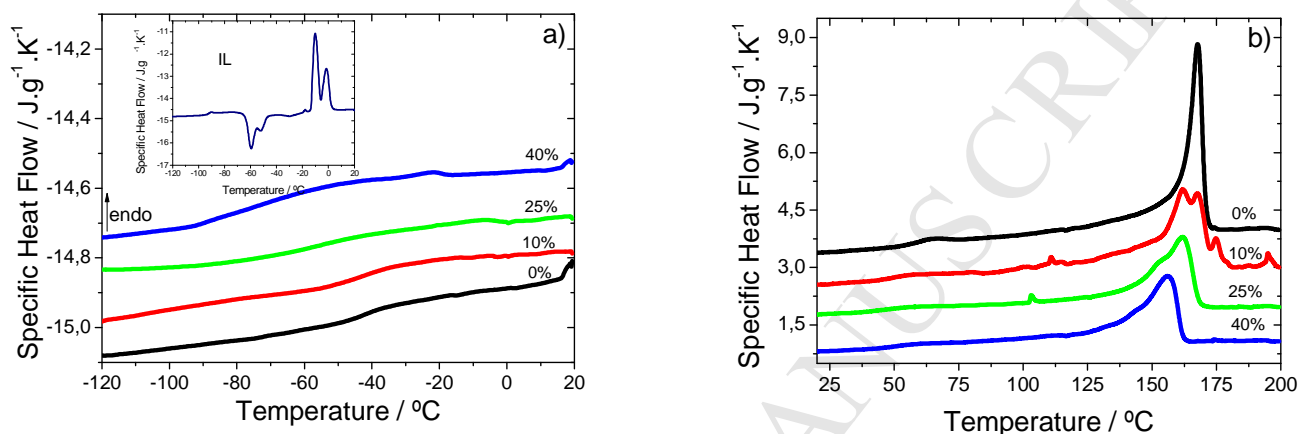 a)
-14,2
-14,4
-14,6
-14,8
-15,0
Specific Heat Flow / J.g⁻¹.K⁻¹
-120 -100 -80 -60 -40 -20 0 20
Temperature / ºC
endo
40%
25%
10%
0%
IL
-11
-12
-13
-14
-15
-16
-17
Specific Heat Flow / J.g⁻¹.K⁻¹
-120 -100 -80 -60 -40 -20 0 20
Temperature / ºC
b)
9,0
7,5
6,0
4,5
3,0
1,5
Specific Heat Flow / J.g⁻¹.K⁻¹
0%
10%
25%
40%
25 50 75 100 125 150 175 200
Temperature / ºC
ANUSCRIP